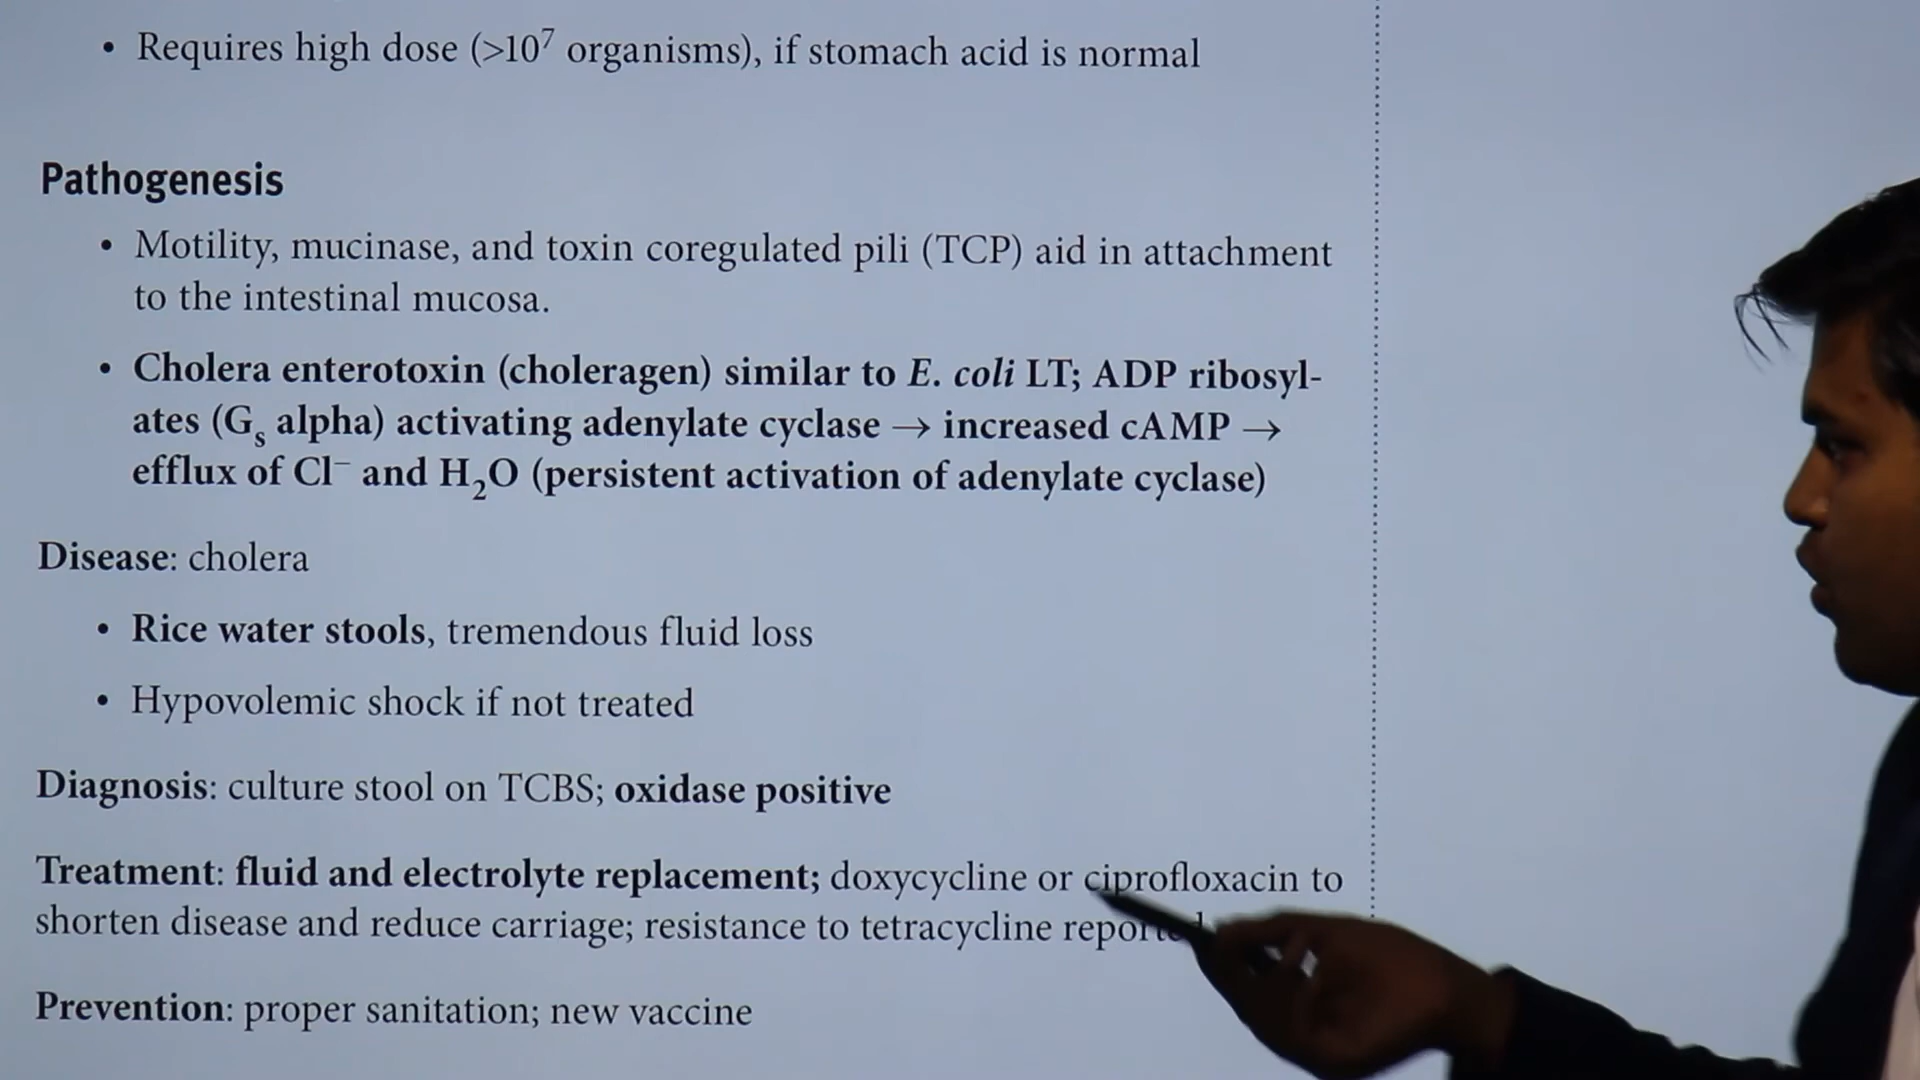 • Requires high dose (>10⁷ organisms), if stomach acid is normal
Pathogenesis
• Motility, mucinase, and toxin coregulated pili (TCP) aid in attachment
to the intestinal mucosa.
• Cholera enterotoxin (choleragen) similar to E. coli LT; ADP ribosyl-
ates (Gₛ alpha) activating adenylate cyclase → increased cAMP →
efflux of Cl⁻ and H₂O (persistent activation of adenylate cyclase)
Disease: cholera
• Rice water stools, tremendous fluid loss
• Hypovolemic shock if not treated
Diagnosis: culture stool on TCBS; oxidase positive
Treatment: fluid and electrolyte replacement; doxycycline or ciprofloxacin to
shorten disease and reduce carriage; resistance to tetracycline reported
Prevention: proper sanitation; new vaccine